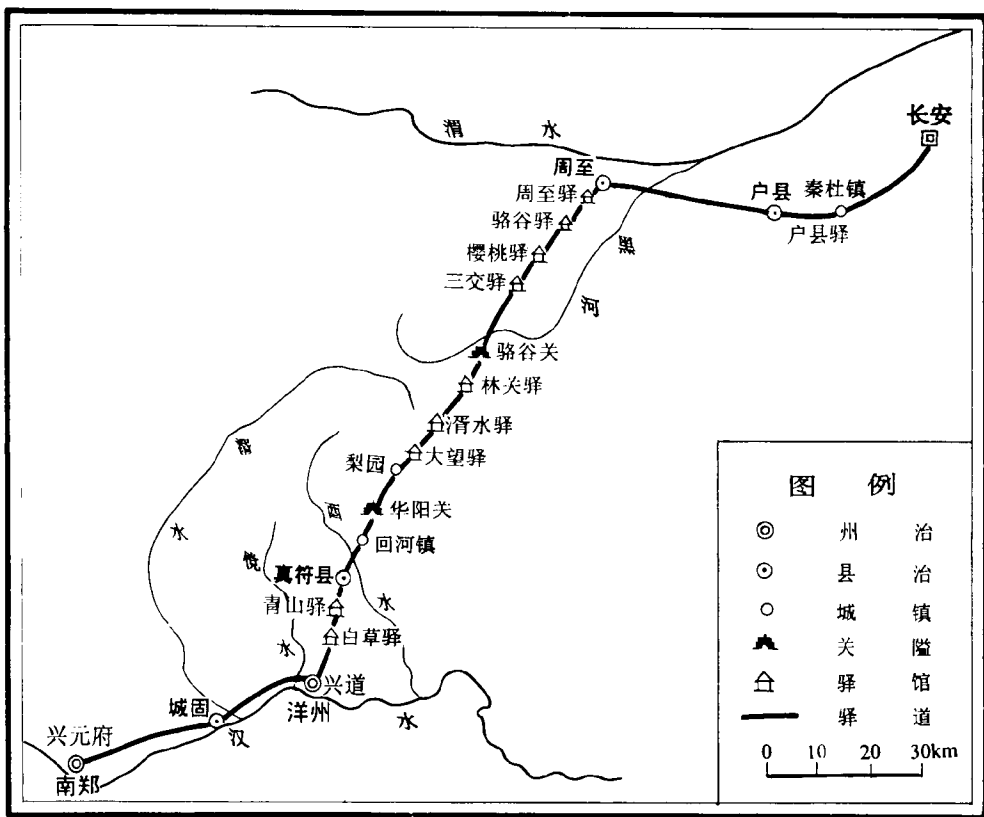 渭 水
长安
周至
户县 秦杜镇
周至驿
骆谷驿
户县驿
樱桃驿
黑
三交驿
河
骆谷关
林关驿
湑水驿
大望驿
梨园
湑
华阳关
酉
水
回河镇
傥
真符县
青山驿
水
白草驿
水
兴道
洋州
水
城固
汉
兴元府
南郑
图 例
州 治
县 治
城 镇
关 隘
驿 馆
驿 道
0 10 20 30km